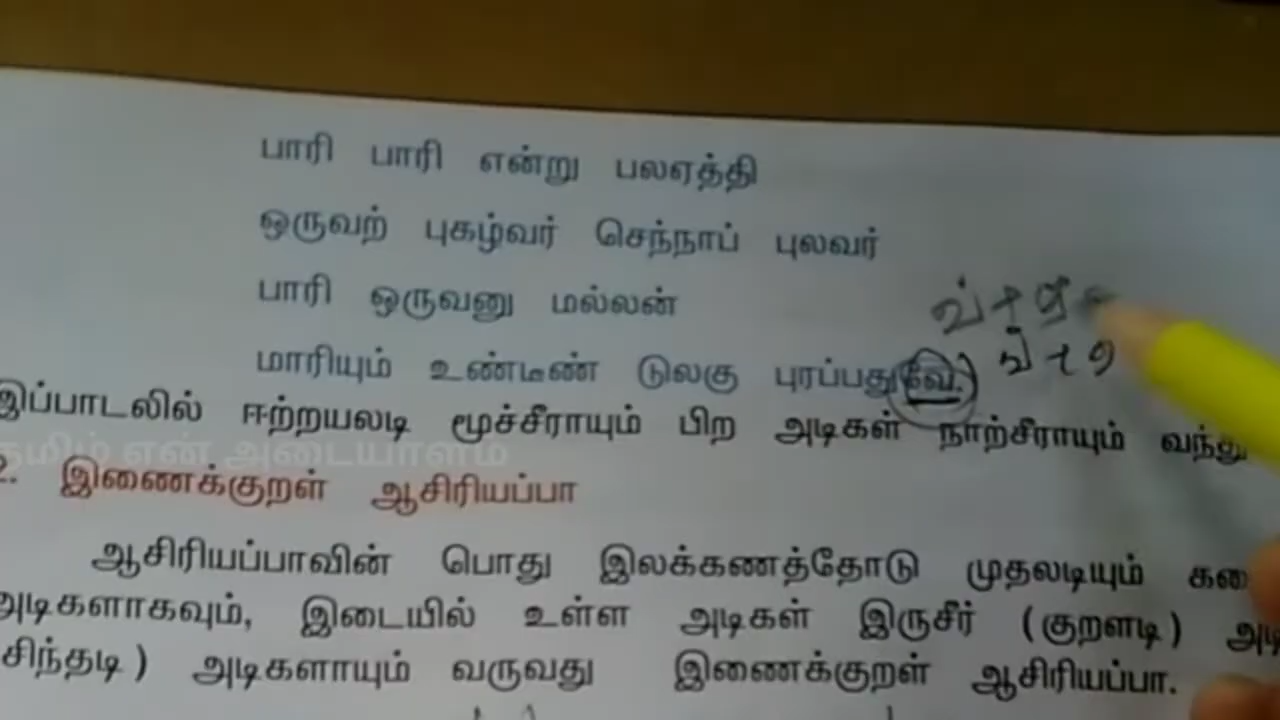 பாரி பாரி என்று பலஏத்தி
ஒருவற் புகழ்வர் செந்நாப் புலவர்
பாரி ஒருவனு மல்லன்
வ்+ஏ
மாரியும் உண்டீண் டுலகு புரப்பதுவே.
இப்பாடலில் ஈற்றயலடி மூச்சீராயும் பிற அடிகள் நாற்சீராயும் வந்து
தமிழ் என் அடையாளம்
2. இணைக்குறள் ஆசிரியப்பா
ஆசிரியப்பாவின் பொது இலக்கணத்தோடு முதலடியும்
அடிகளாகவும், இடையில் உள்ள அடிகள் இருசீர் (குறளடி)
சிந்தடி) அடிகளாயும் வருவது இணைக்குறள் ஆசிரியப்பா.